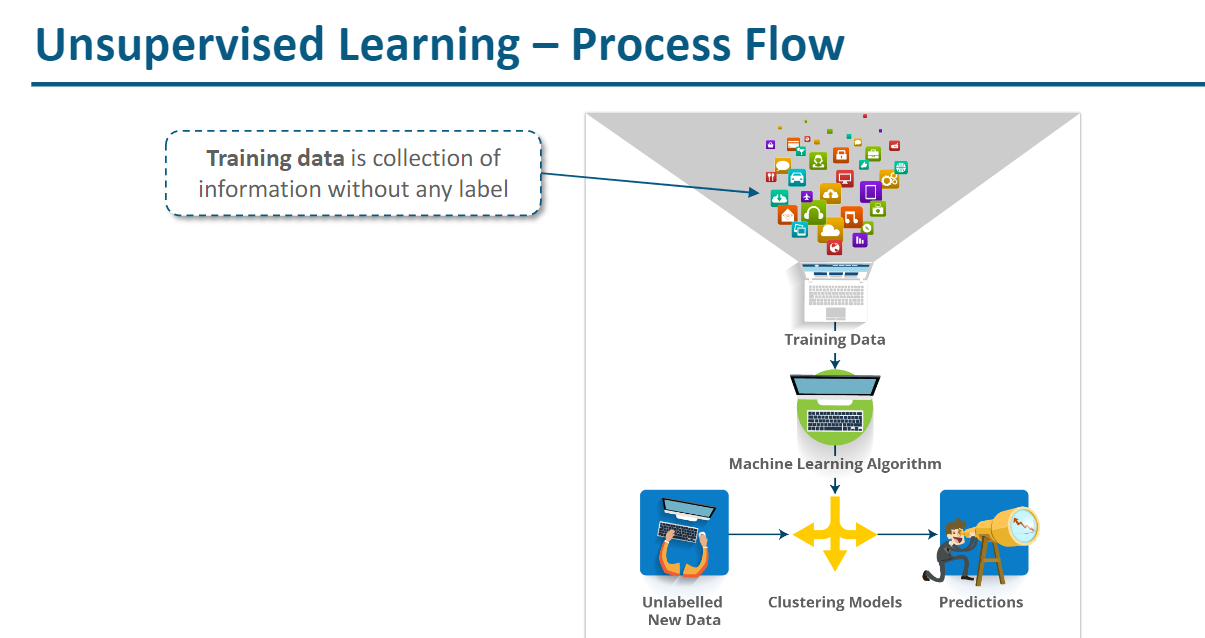 Unsupervised Learning – Process Flow
Training data is collection of
information without any label
Training Data
Machine Learning Algorithm
Unlabelled
New Data
Clustering Models
Predictions